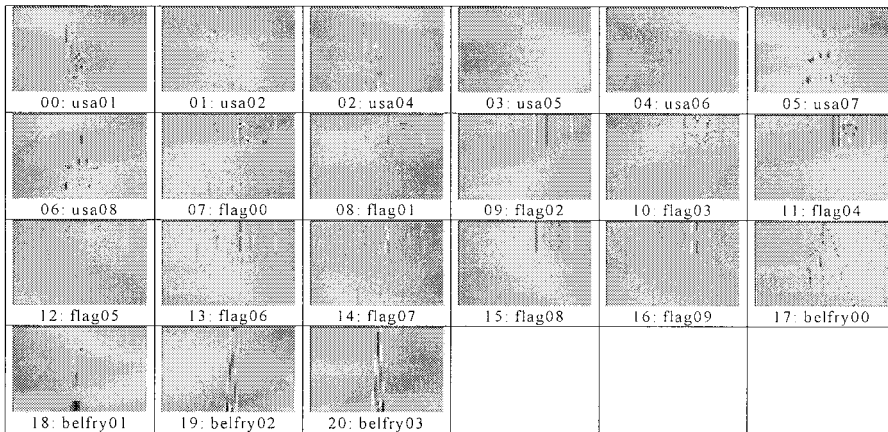 00: usa01 01: usa02 02: usa04 03: usa05 04: usa06 05: usa07
06: usa08 07: flag00 08: flag01 09: flag02 10: flag03 11: flag04
12: flag05 13: flag06 14: flag07 15: flag08 16: flag09 17: belfry00
18: belfry01 19: belfry02 20: belfry03